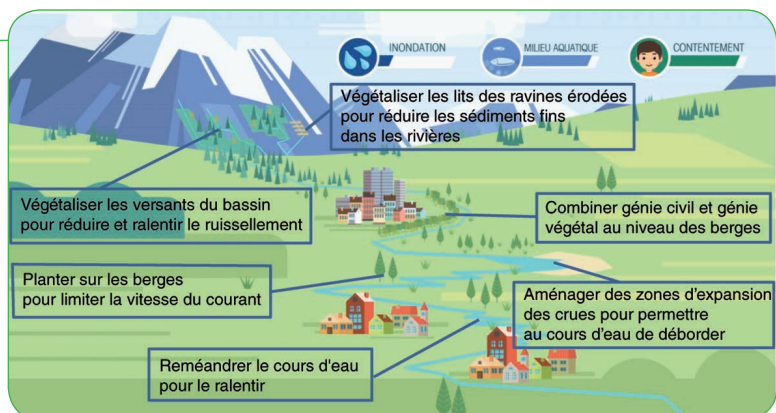 INONDATION
MILIEU AQUATIQUE
CONTENTEMENT
Végétaliser les lits des ravines érodées
pour réduire les sédiments fins
dans les rivières
Végétaliser les versants du bassin
pour réduire et ralentir le ruissellement
Combiner génie civil et génie
végétal au niveau des berges
Planter sur les berges
pour limiter la vitesse du courant
Aménager des zones d'expansion
des crues pour permettre
au cours d'eau de déborder
Reméandrer le cours d'eau
pour le ralentir